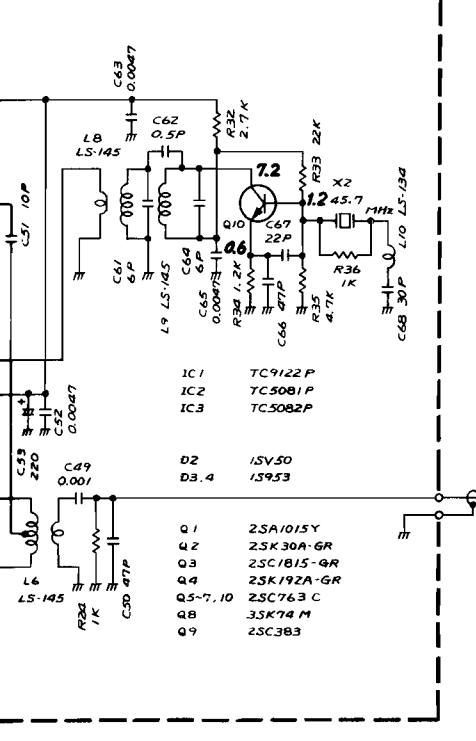 C63
0.0047
C62
0.5P
L8
LS-145
R32
2.7K
R33 22K
7.2
1.2
X2
45.7 MHz
L10 LS-134
Q10
C67
22P
0.6
C51 10P
C61
6P
L9 LS-145
C64
6P
C65
0.0047
R34 1.2K
C66 47P
R35
4.7K
R36
1K
C68 30P
IC1 TC9122P
IC2 TC5081P
IC3 TC5082P
+
C52
0.0047
C53
220
C49
0.001
D2 1SV50
D3.4 1S953
Q1 2SA1015Y
Q2 2SK30A-GR
Q3 2SC1815-GR
Q4 2SK192A-GR
Q5~7,10 2SC763 C
Q8 3SK74 M
Q9 2SC383
L6
LS-145
R24
1K
C50 47P